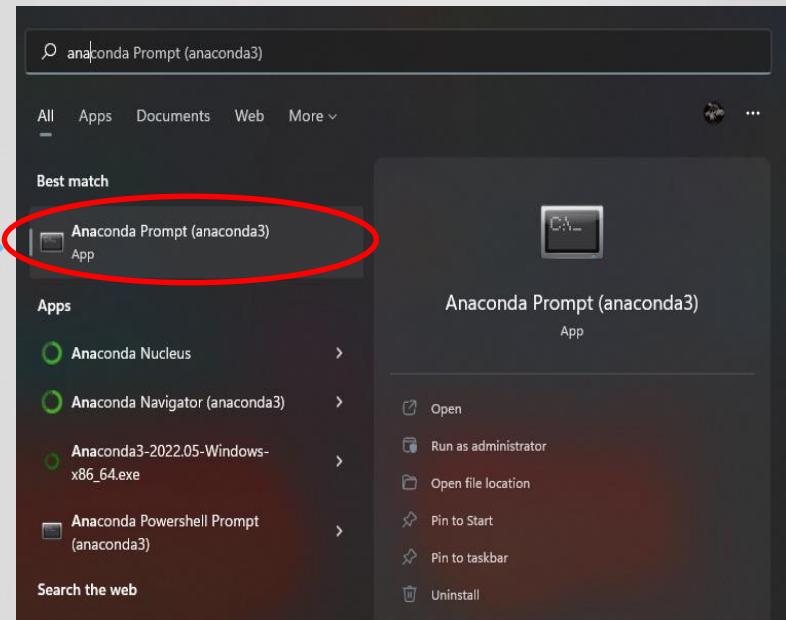 anaconda Prompt (anaconda3)
All Apps Documents Web More
Best match
Anaconda Prompt (anaconda3)
App
Apps
Anaconda Nucleus
Anaconda Navigator (anaconda3)
Anaconda3-2022.05-Windows-
x86_64.exe
Anaconda Powershell Prompt
(anaconda3)
Search the web
C:\_
Anaconda Prompt (anaconda3)
App
Open
Run as administrator
Open file location
Pin to Start
Pin to taskbar
Uninstall